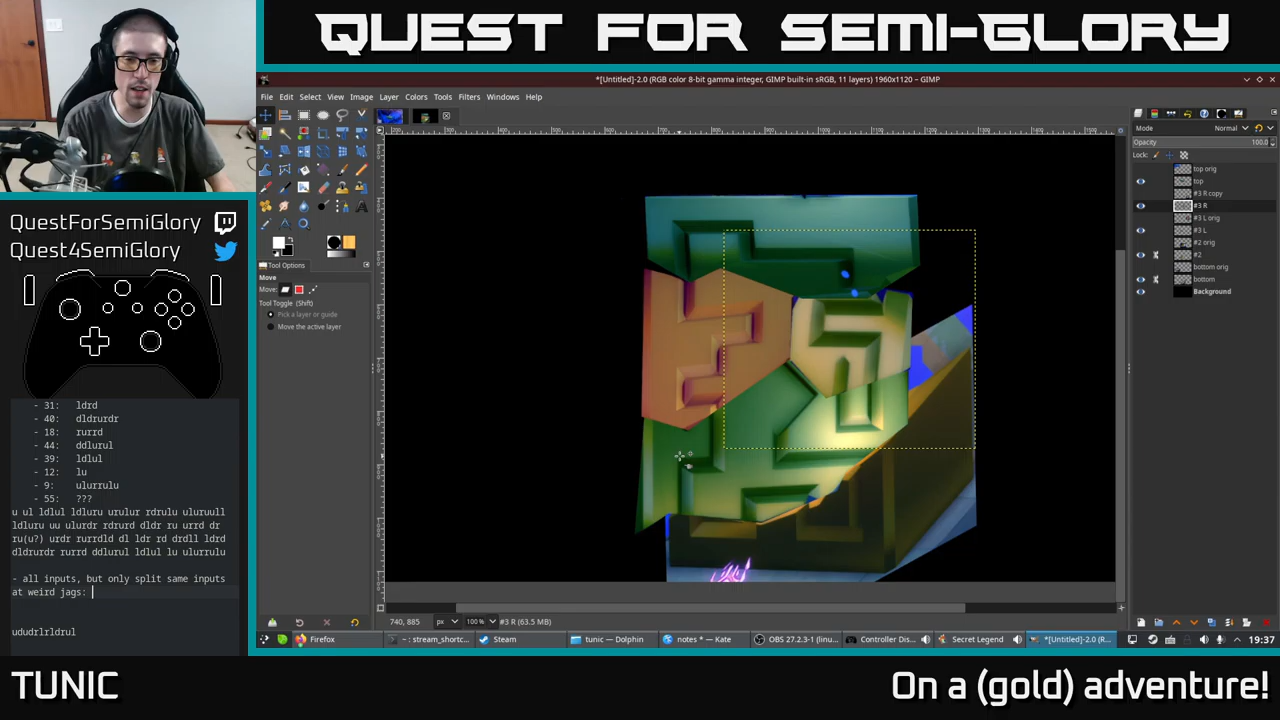 QUEST FOR SEMI-GLORY
*[Untitled]-2.0 (RGB color 8-bit gamma integer, GIMP built-in sRGB, 11 layers) 1960x1120 – GIMP
File Edit Select View Image Layer Colors Tools Filters Windows Help
Mode Normal
Opacity 100.0
Lock:
top orig
top
#3 R copy
#3 R
#3 L orig
#3 L
#2 orig
#2
bottom orig
bottom
Background
Tool Options
Move
Move:
Tool Toggle (Shift)
Pick a layer or guide
Move the active layer
QuestForSemiGlory
Quest4SemiGlory
- 31: ldrd
- 40: dldrurdr
- 18: rurrd
- 44: ddlurul
- 39: ldlul
- 12: lu
- 9: ulurrulu
- 55: ???
u ul ldlul ldluru urulur rdrulu uluruull
ldluru uu ulurdr rdrurd dldr ru urrd dr
ru(u?) urdr rurrdld dl ldr rd drdll ldrd
dldrurdr rurrd ddlurul ldlul lu ulurrulu
- all inputs, but only split same inputs
at weird jags:
ududrlrldrul
740, 885 px 100 % #3 R (63.5 MB)
Firefox
~ : stream_shortc...
Steam
tunic — Dolphin
notes * — Kate
OBS 27.2.3-1 (linu...
Controller Dis...
Secret Legend
*[Untitled]-2.0 (R...
19:37
TUNIC
On a (gold) adventure!